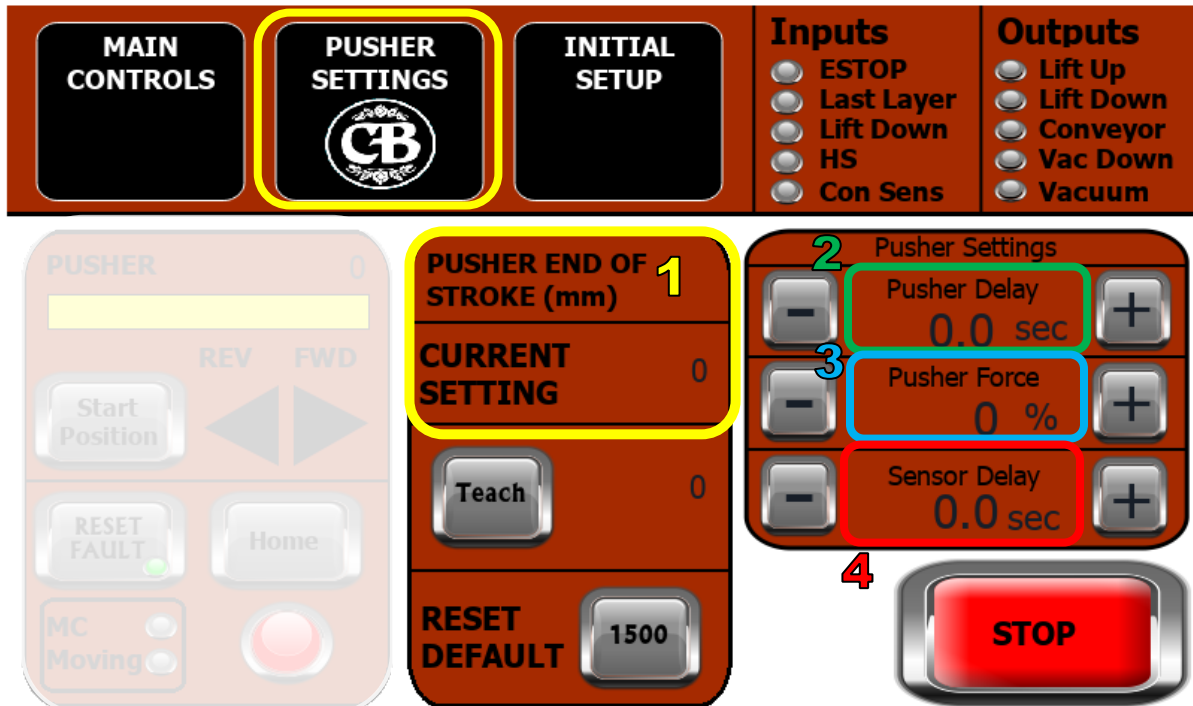 MAIN
CONTROLS
PUSHER
SETTINGS
CB
INITIAL
SETUP
Inputs
ESTOP
Last Layer
Lift Down
HS
Con Sens
Outputs
Lift Up
Lift Down
Conveyor
Vac Down
Vacuum
PUSHER 0
REV FWD
Start
Position
RESET
FAULT
Home
MC
Moving
PUSHER END OF
STROKE (mm)
1
CURRENT
SETTING
0
Teach 0
RESET
DEFAULT
1500
2
Pusher Settings
- Pusher Delay +
0.0 sec
3
- Pusher Force +
0 %
- Sensor Delay +
0.0 sec
4
STOP